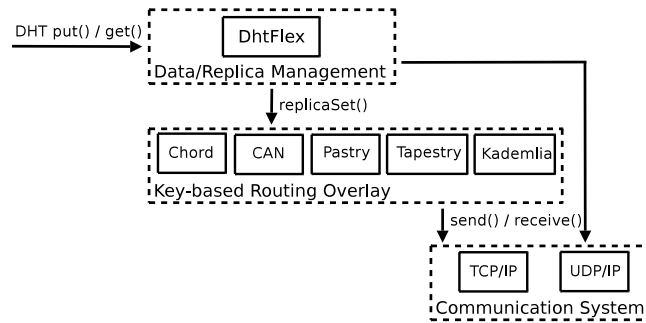 DHT put() / get()
DhtFlex
Data/Replica Management
replicaSet()
Chord CAN Pastry Tapestry Kademlia
Key-based Routing Overlay
send() / receive()
TCP/IP UDP/IP
Communication System